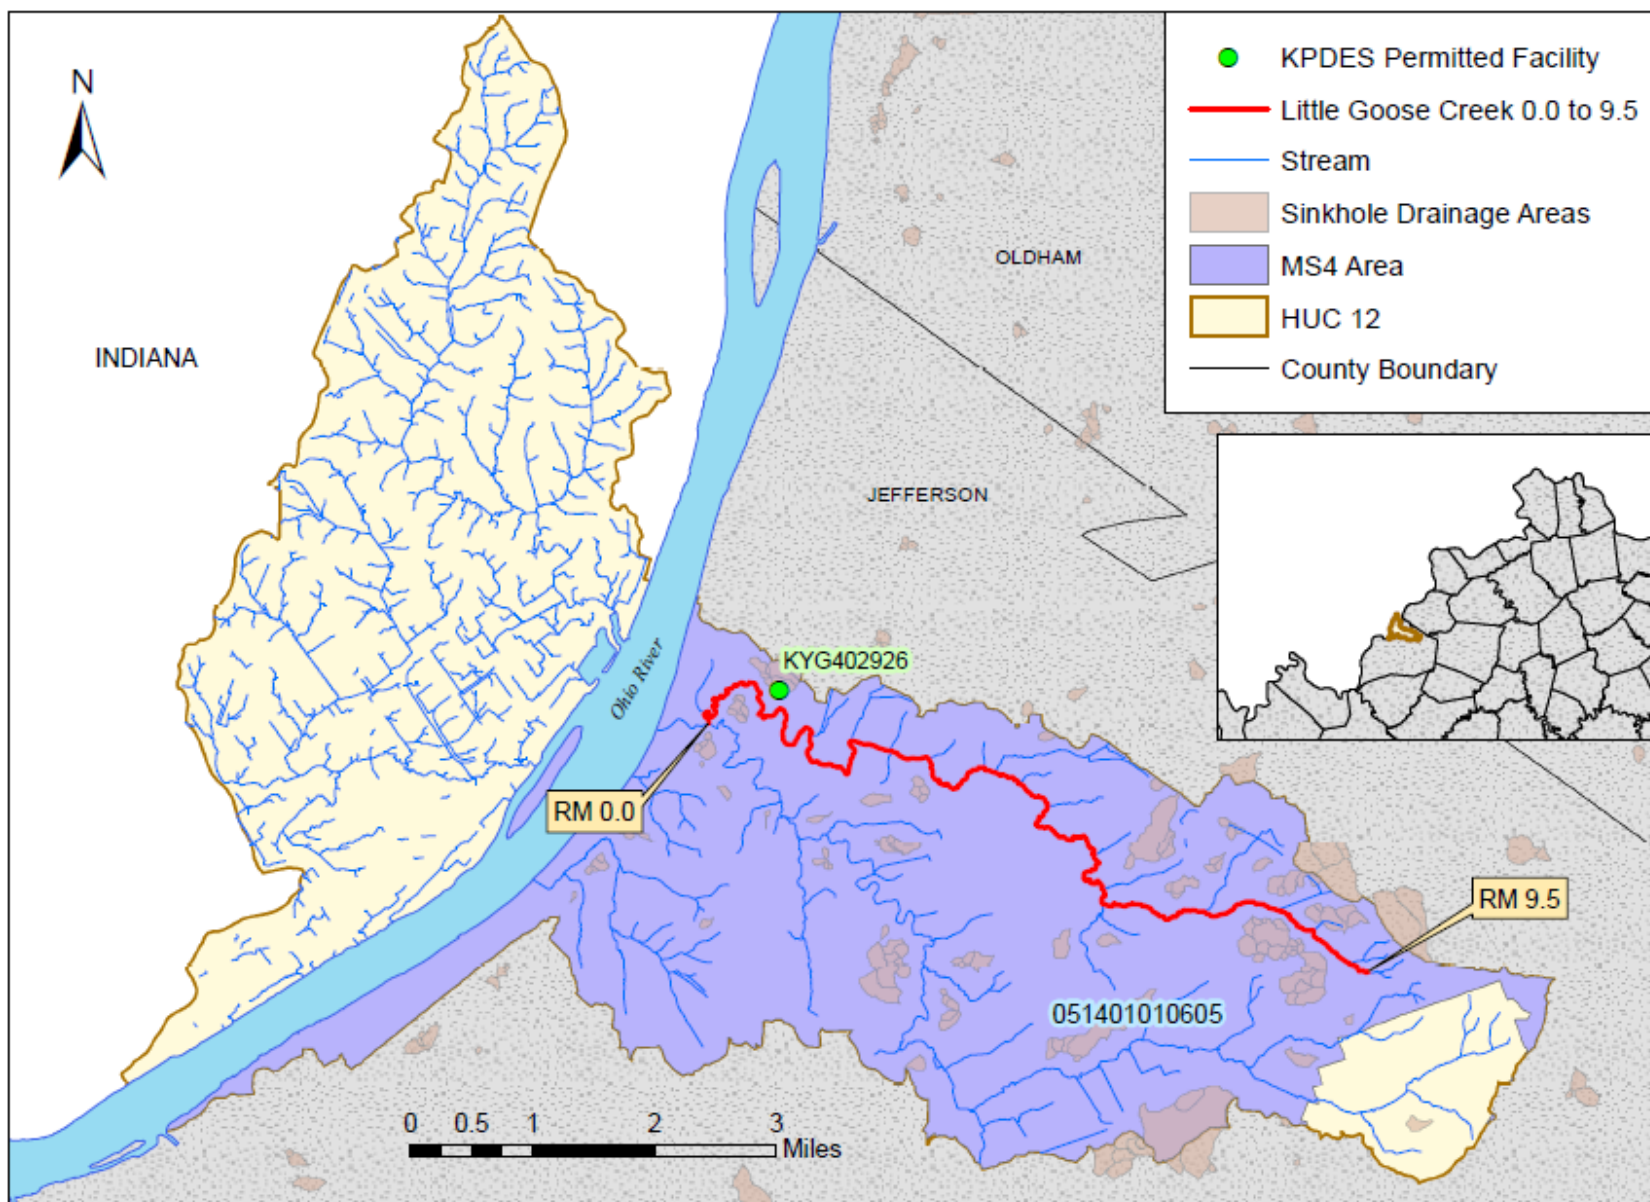 N
KPDES Permitted Facility
Little Goose Creek 0.0 to 9.5
Stream
Sinkhole Drainage Areas
MS4 Area
HUC 12
County Boundary
OLDHAM
INDIANA
JEFFERSON
Ohio River
KYG402926
RM 0.0
RM 9.5
051401010605
0 0.5 1 2 3
Miles